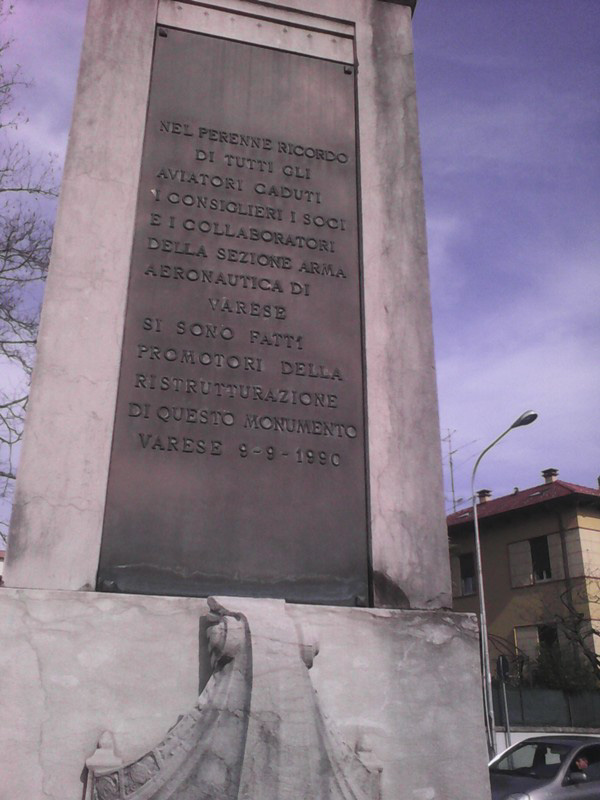 NEL PERENNE RICORDO
DI TUTTI GLI
AVIATORI CADUTI
I CONSIGLIERI I SOCI
E I COLLABORATORI
DELLA SEZIONE ARMA
AERONAUTICA DI
VARESE
SI SONO FATTI
PROMOTORI DELLA
RISTRUTTURAZIONE
DI QUESTO MONUMENTO
VARESE 9-9-1990